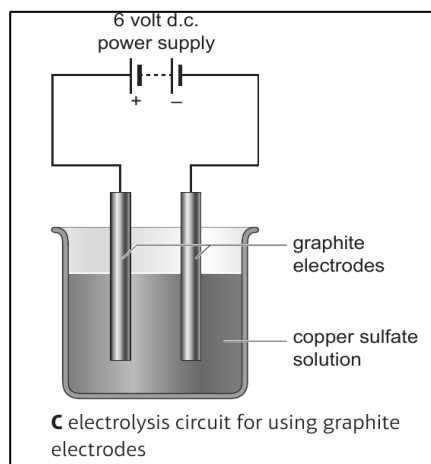 6 volt d.c.
power supply
+ –
graphite
electrodes
copper sulfate
solution
C electrolysis circuit for using graphite
electrodes